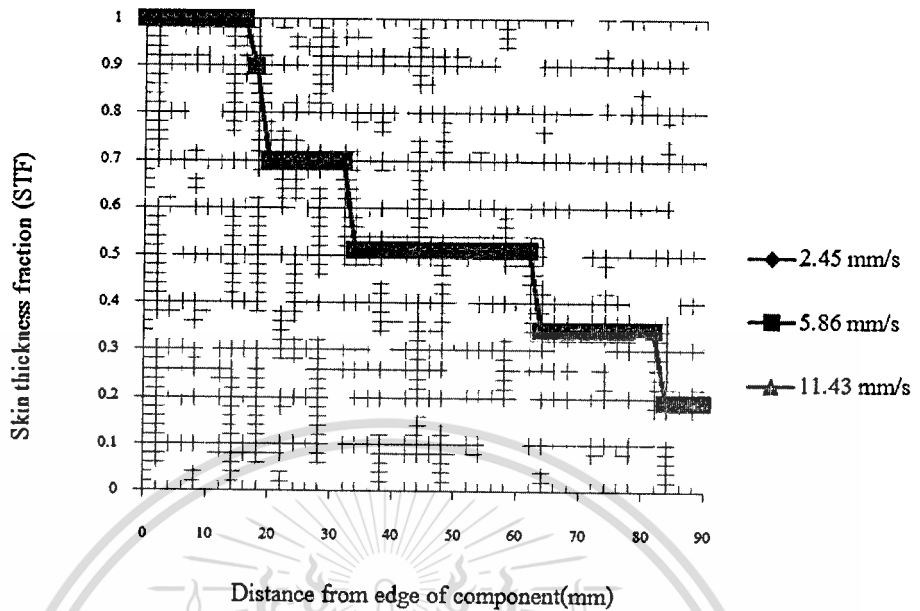 Skin thickness fraction (STF)
1
0.9
0.8
0.7
0.6
0.5
0.4
0.3
0.2
0.1
0
0 10 20 30 40 50 60 70 80 90
Distance from edge of component(mm)
2.45 mm/s
5.86 mm/s
11.43 mm/s